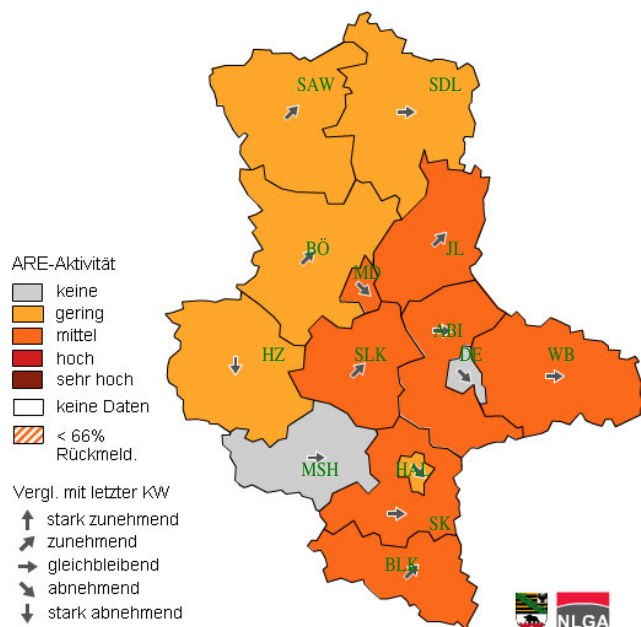 SAW
SDL
BÖ
JL
MD
ARE-Aktivität
keine
gering
mittel
hoch
sehr hoch
keine Daten
< 66%
Rückmeld.
ABI
HZ
SLK
DE
WB
MSH
HAL
SK
BLK
Vergl. mit letzter KW
stark zunehmend
zunehmend
gleichbleibend
abnehmend
stark abnehmend
NLGA